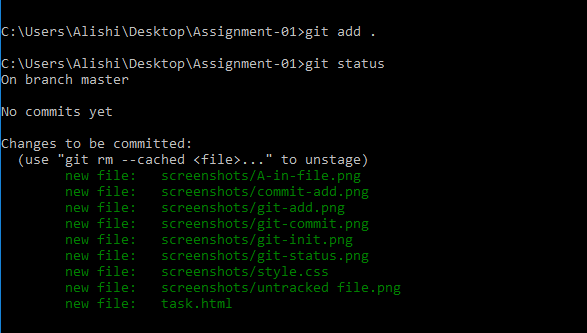 C:\Users\Alishi\Desktop\Assignment-01>git add .
C:\Users\Alishi\Desktop\Assignment-01>git status
On branch master
No commits yet
Changes to be committed:
(use "git rm --cached <file>..." to unstage)
new file: screenshots/A-in-file.png
new file: screenshots/commit-add.png
new file: screenshots/git-add.png
new file: screenshots/git-commit.png
new file: screenshots/git-init.png
new file: screenshots/git-status.png
new file: screenshots/style.css
new file: screenshots/untracked file.png
new file: task.html